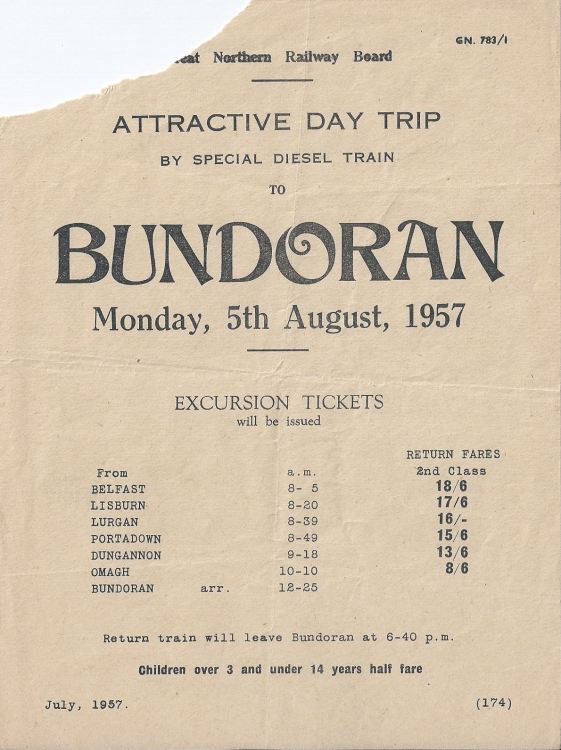 GN. 783/1
eat Northern Railway Board
ATTRACTIVE DAY TRIP
BY SPECIAL DIESEL TRAIN
TO
BUNDORAN
Monday, 5th August, 1957
EXCURSION TICKETS
will be issued
RETURN FARES
From a.m. 2nd Class
BELFAST 8- 5 18/6
LISBURN 8-20 17/6
LURGAN 8-39 16/-
PORTADOWN 8-49 15/6
DUNGANNON 9-18 13/6
OMAGH 10-10 8/6
BUNDORAN arr. 12-25
Return train will leave Bundoran at 6-40 p.m.
Children over 3 and under 14 years half fare
July, 1957. (174)